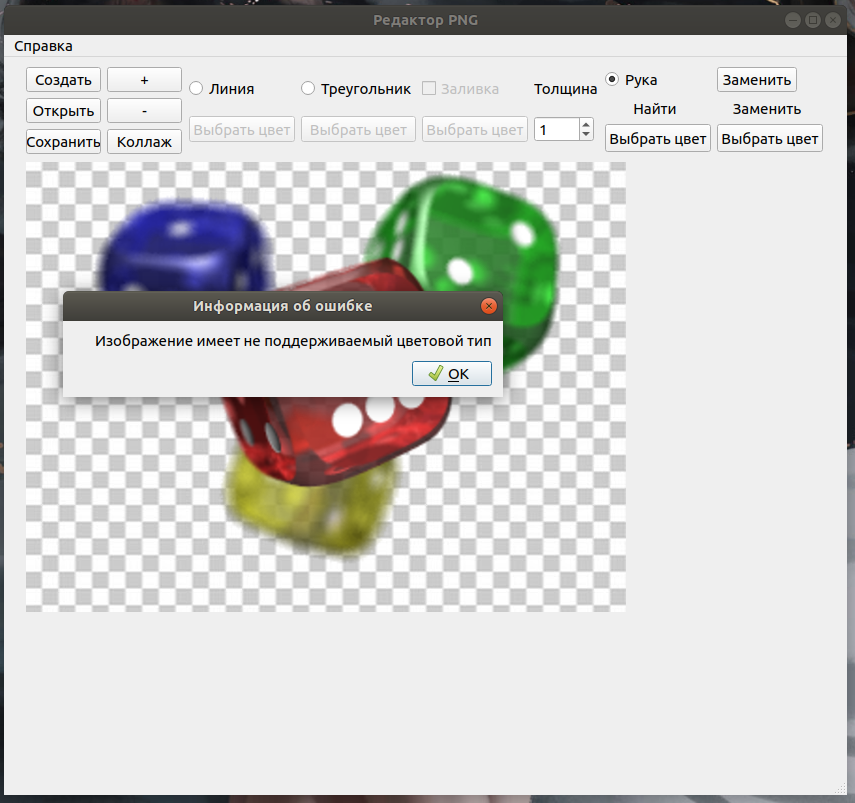 Редактор PNG
Справка
Создать
+
Линия
Треугольник
Заливка
Толщина
Рука
Заменить
Открыть
-
Найти
Заменить
Сохранить
Коллаж
Выбрать цвет
Выбрать цвет
Выбрать цвет
1
Выбрать цвет
Выбрать цвет
Информация об ошибке
Изображение имеет не поддерживаемый цветовой тип
OK